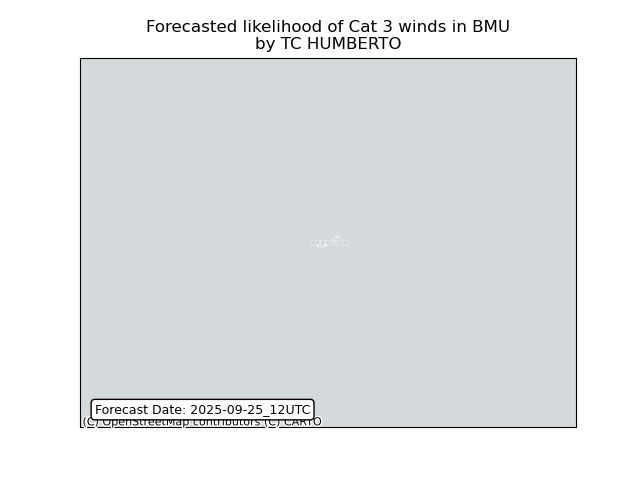 Forecasted likelihood of Cat 3 winds in BMU
by TC HUMBERTO
Forecast Date: 2025-09-25_12UTC
(C) OpenStreetMap contributors (C) CARTO